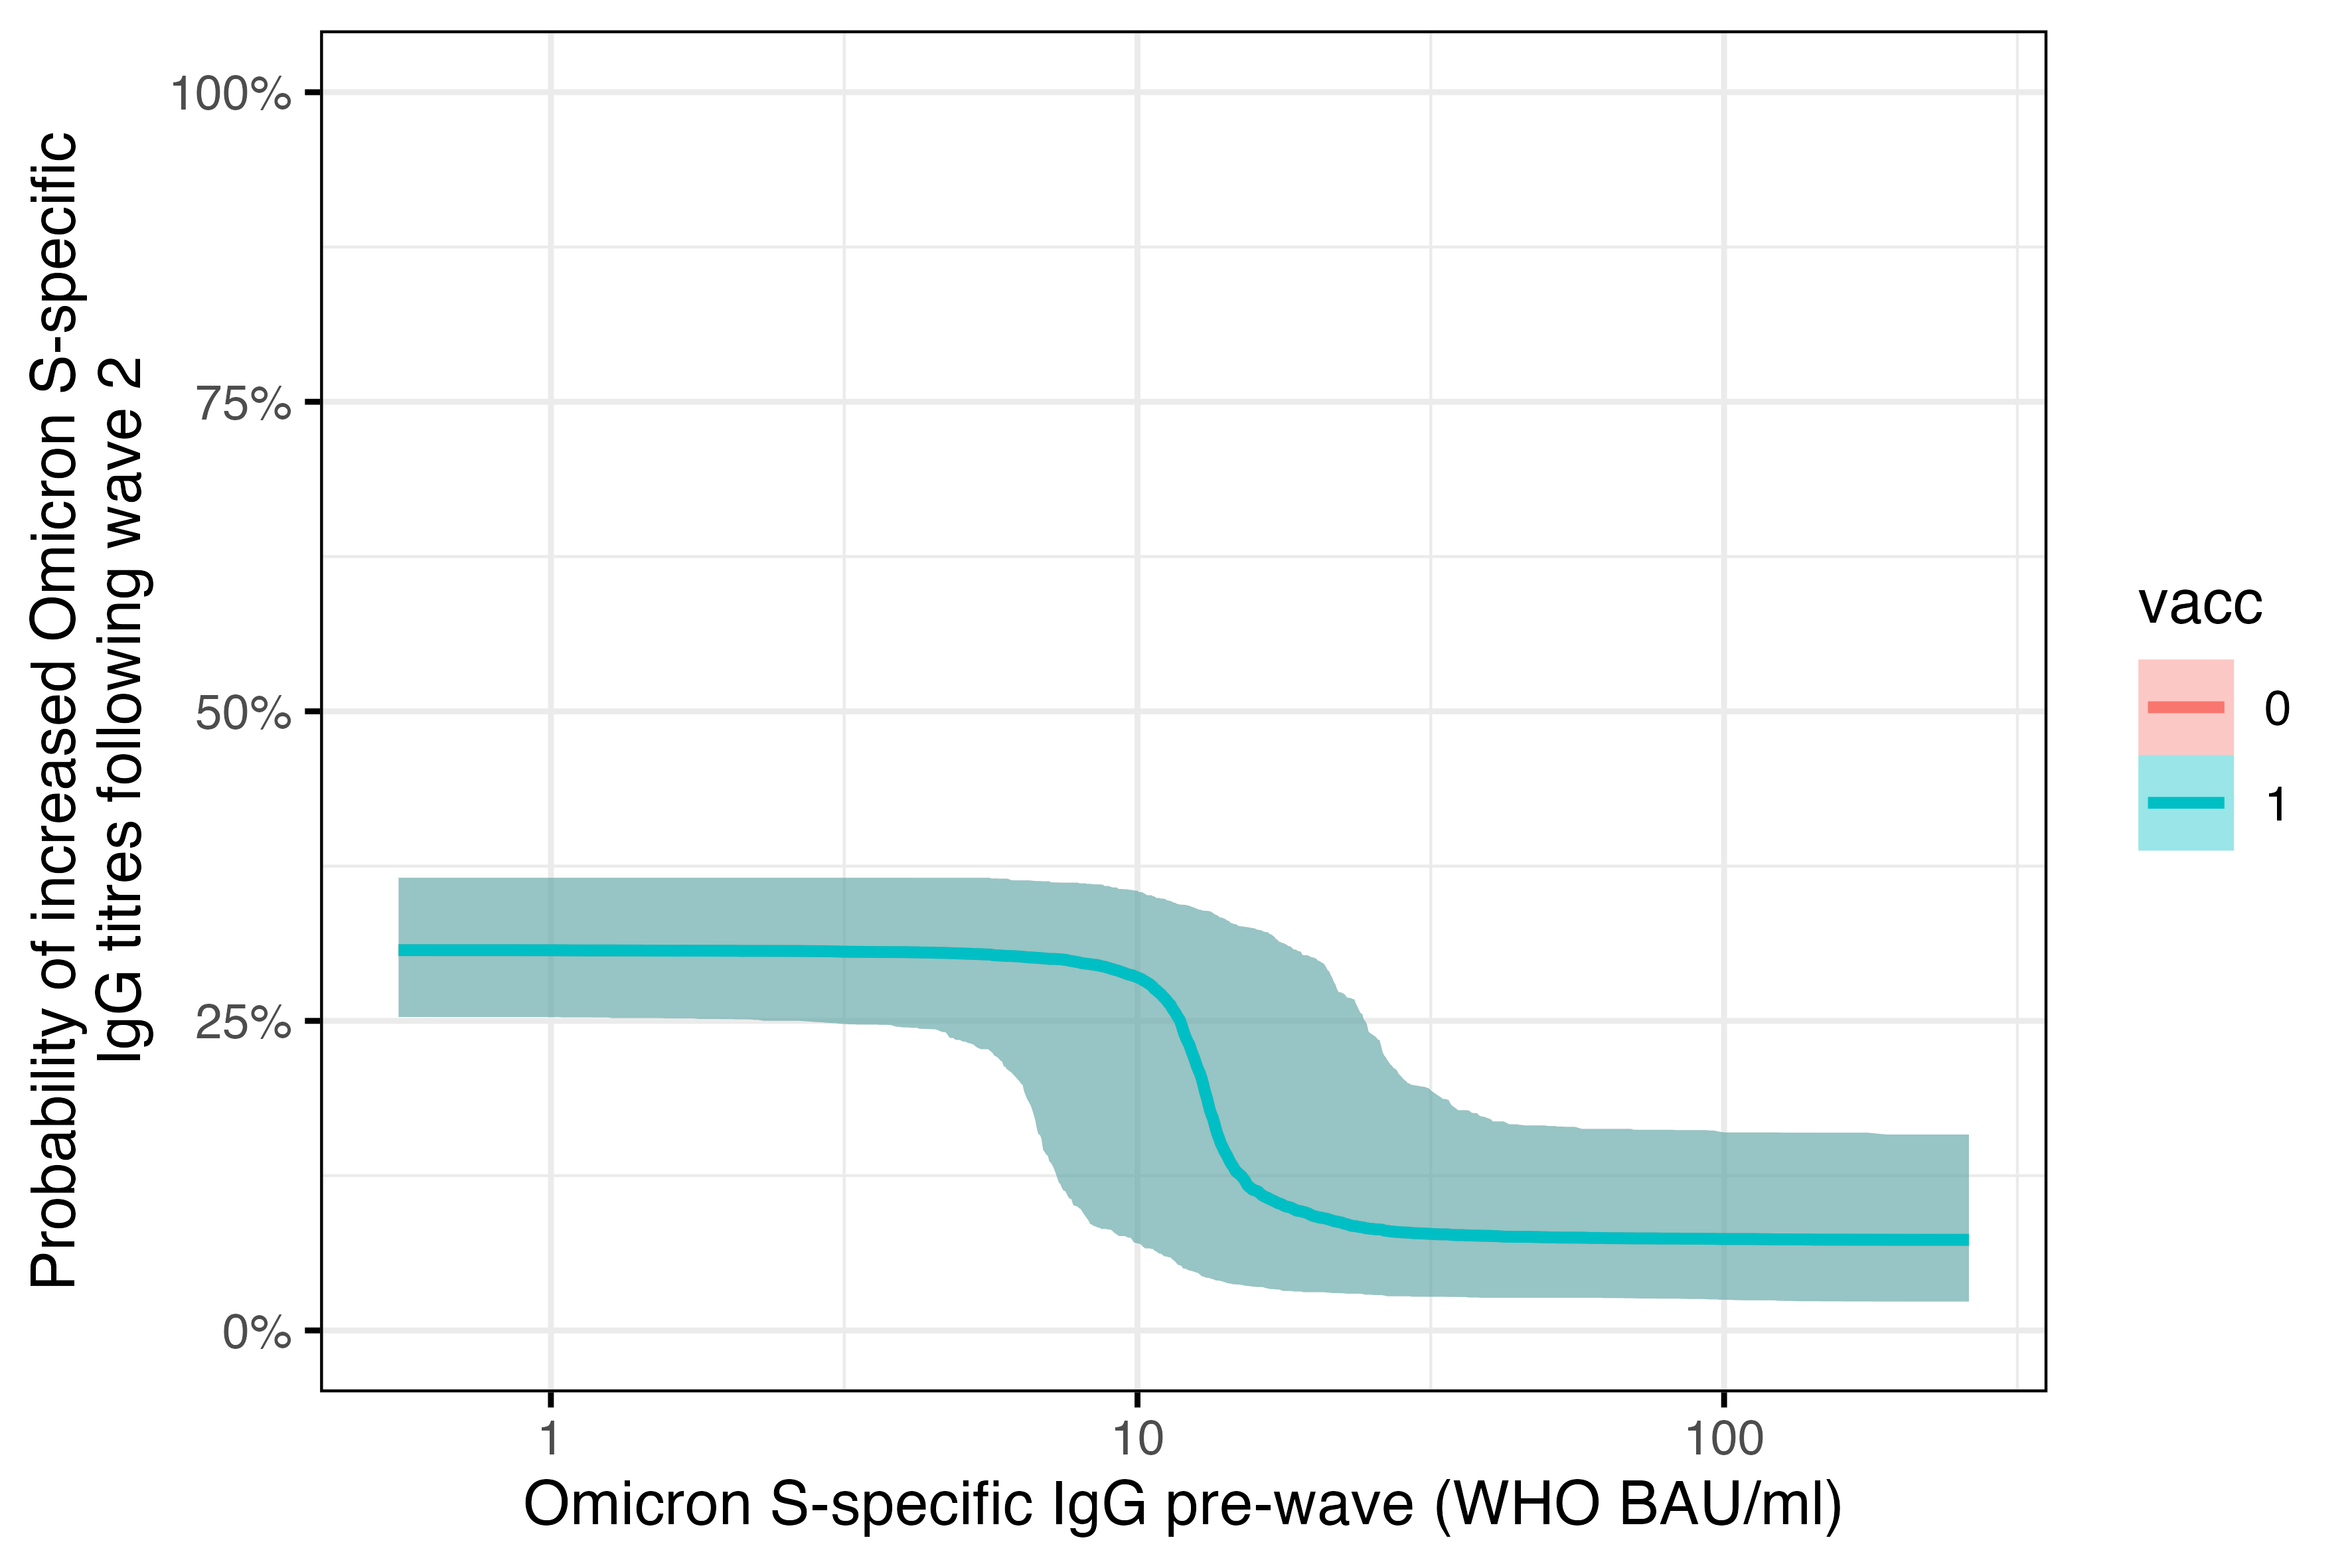 Probability of increased Omicron S-specific
IgG titres following wave 2
100%
75%
50%
25%
0%
1
10
100
Omicron S-specific IgG pre-wave (WHO BAU/ml)
vacc
0
1